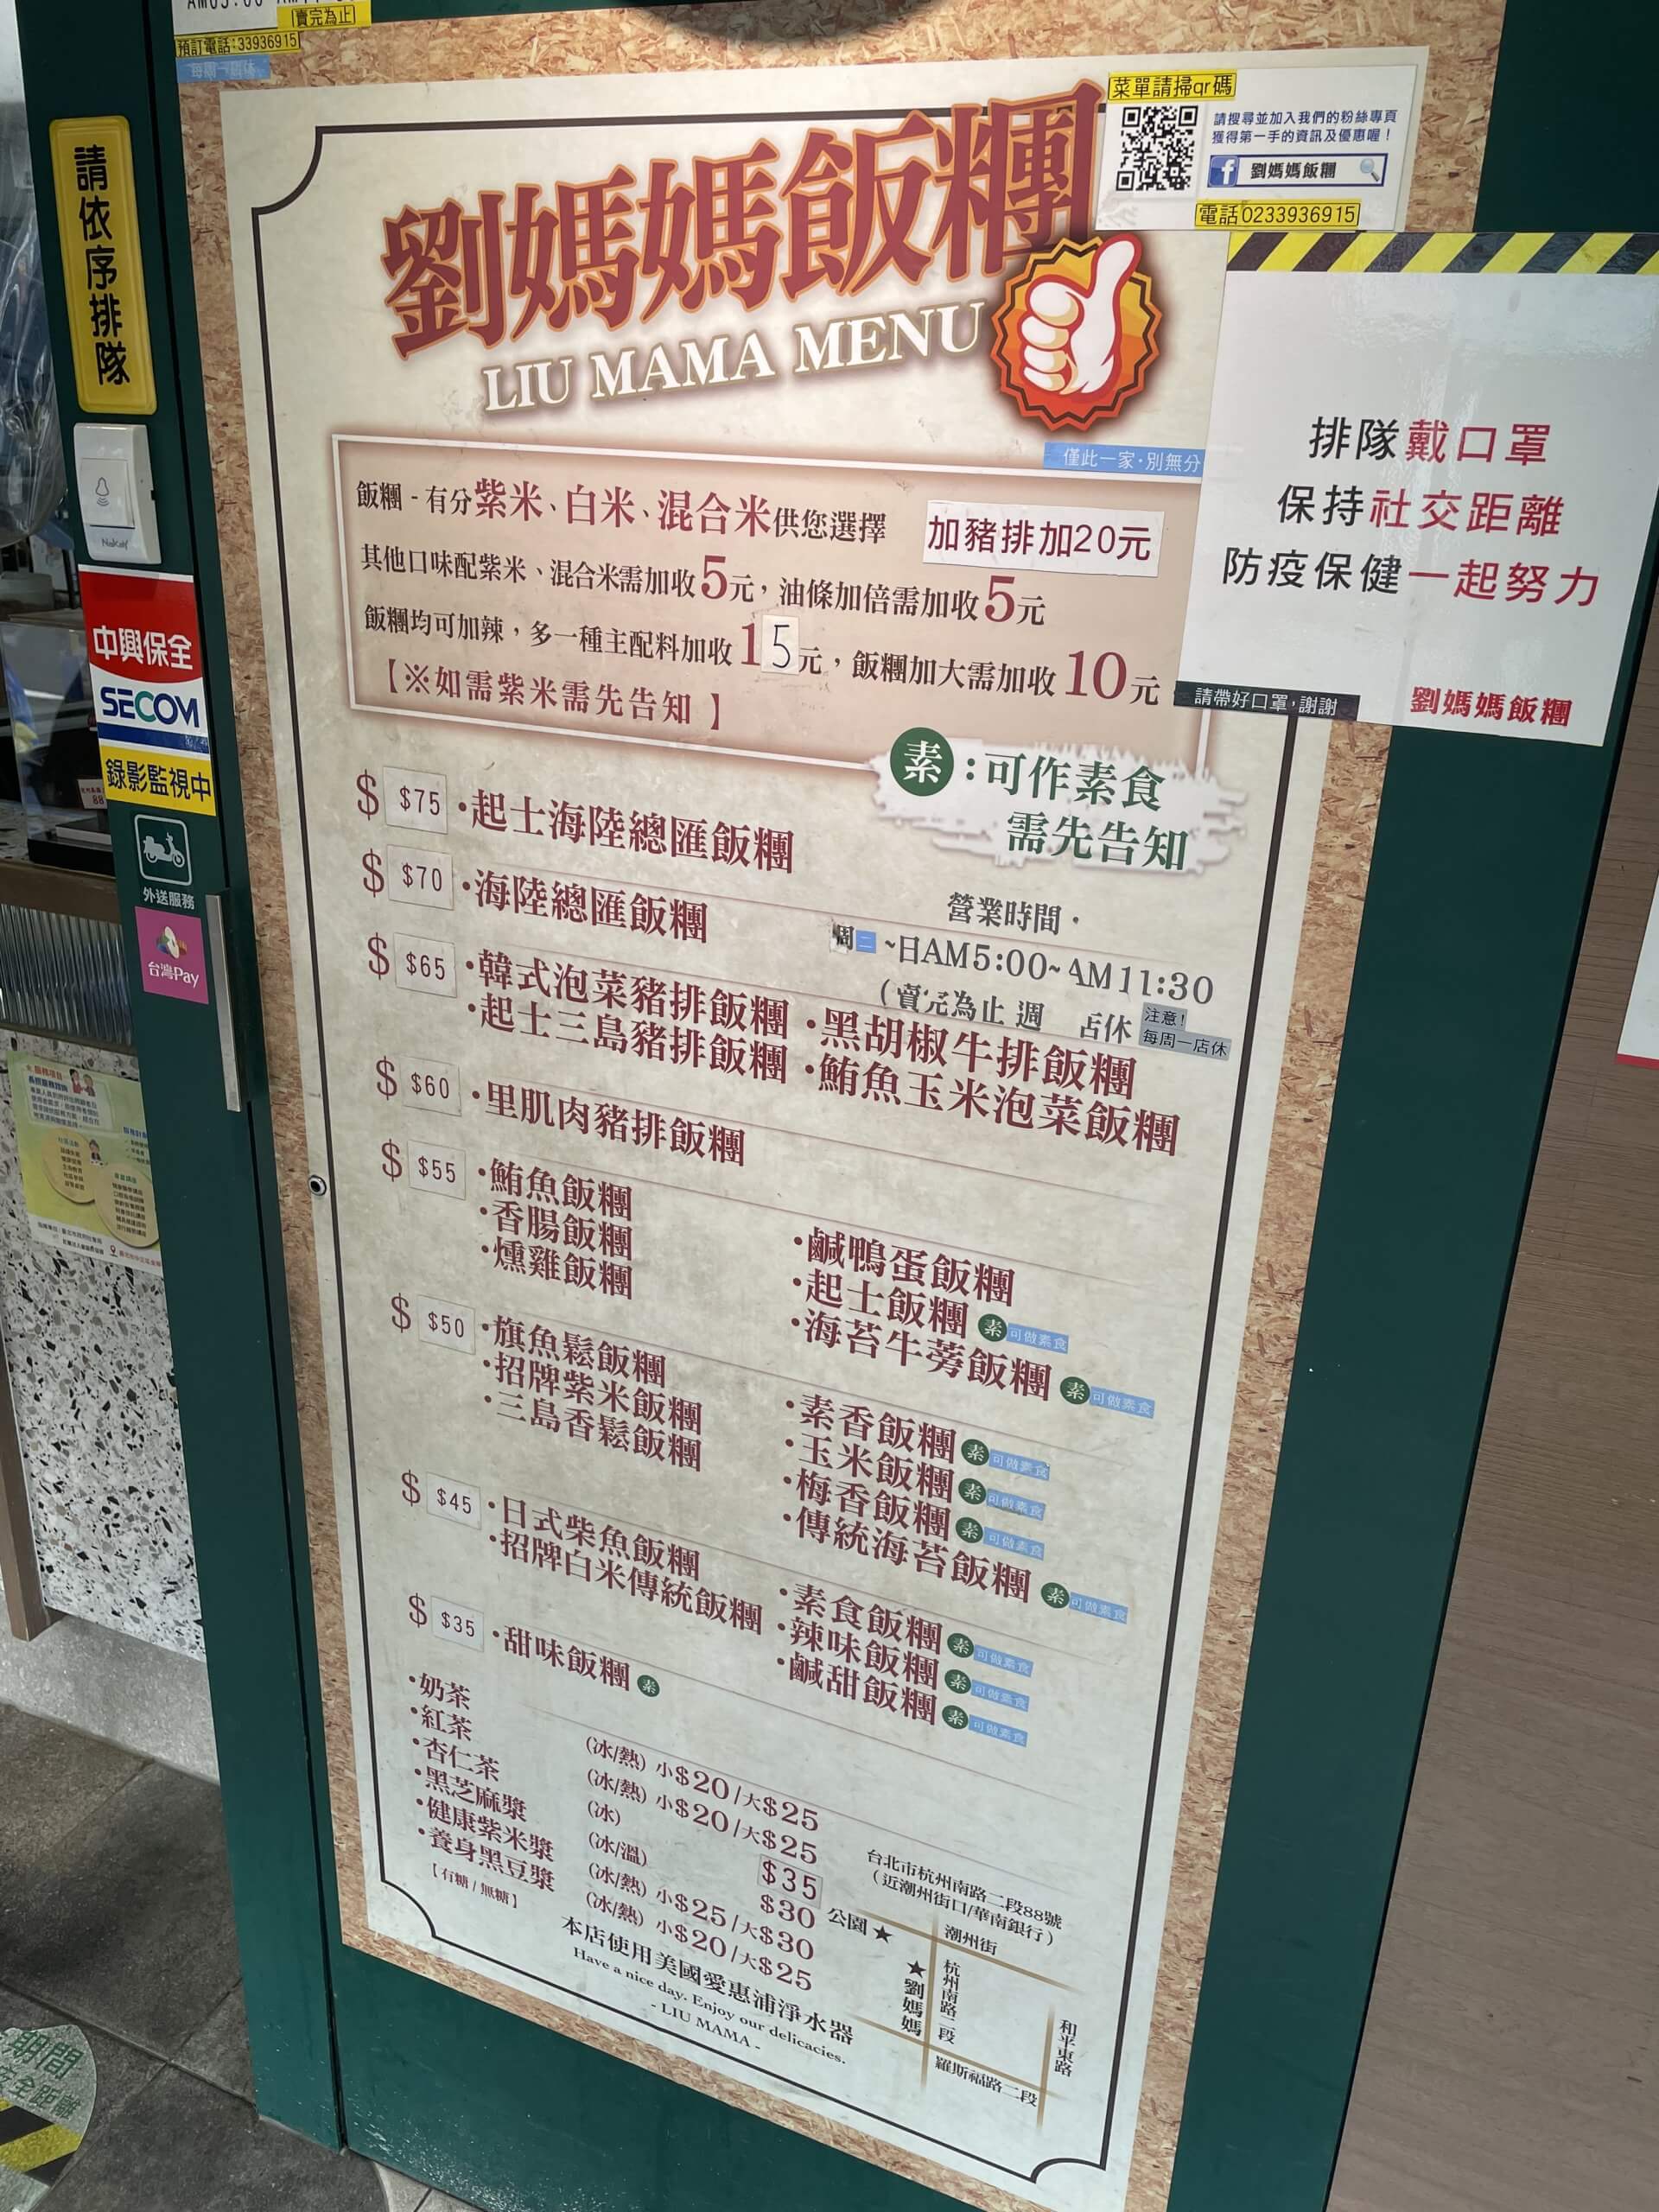 賣完為止
預訂電話:33936915
請依序排隊
中興保全
SECOM
錄影監視中
外送服務
台灣Pay
菜單請掃qr碼
請搜尋並加入我們的粉絲專頁
獲得第一手的資訊及優惠喔!
f 劉媽媽飯糰
電話0233936915
劉媽媽飯糰
LIU MAMA MENU
僅此一家·別無分
排隊戴口罩
保持社交距離
防疫保健一起努力
劉媽媽飯糰
請帶好口罩,謝謝
飯糰-有分紫米、白米、混合米供您選擇
加豬排加20元
其他口味配紫米、混合米需加收5元,油條加倍需加收5元
飯糰均可加辣,多一種主配料加收15元,飯糰加大需加收10元
【※如需紫米需先告知】
素:可作素食
需先告知
$ $75 ·起士海陸總匯飯糰
$ $70 ·海陸總匯飯糰
營業時間·
周二~日AM5:00~AM11:30
(賣完為止 週 店休
注意!
每周一店休
$ $65 ·韓式泡菜豬排飯糰 ·黑胡椒牛排飯糰
·起士三島豬排飯糰 ·鮪魚玉米泡菜飯糰
$ $60 ·里肌肉豬排飯糰
$ $55 ·鮪魚飯糰 ·鹹鴨蛋飯糰
·香腸飯糰 ·起士飯糰 素 可做素食
·燻雞飯糰 ·海苔牛蒡飯糰 素 可做素食
$ $50 ·旗魚鬆飯糰 ·素香飯糰 素 可做素食
·招牌紫米飯糰 ·玉米飯糰 素 可做素食
·三島香鬆飯糰 ·梅香飯糰 素 可做素食
·傳統海苔飯糰 素 可做素食
$ $45 ·日式柴魚飯糰 ·素食飯糰 素 可做素食
·招牌白米傳統飯糰 ·辣味飯糰 素 可做素食
·鹹甜飯糰 素 可做素食
$ $35 ·甜味飯糰 素
·奶茶 (冰/熱) 小$20/大$25
·紅茶 (冰/熱) 小$20/大$25
·杏仁茶 (冰) $35
·黑芝麻漿 (冰/溫) $30
·健康紫米漿 (冰/熱) 小$25/大$30
·養身黑豆漿 (冰/熱) 小$20/大$25
【有糖/無糖】
台北市杭州南路二段88號
(近潮州街口/華南銀行)
公園★
潮州街
★劉媽媽
杭州南路二段
和平東路
羅斯福路二段
本店使用美國愛惠浦淨水器
Have a nice day. Enjoy our delicacies.
- LIU MAMA -